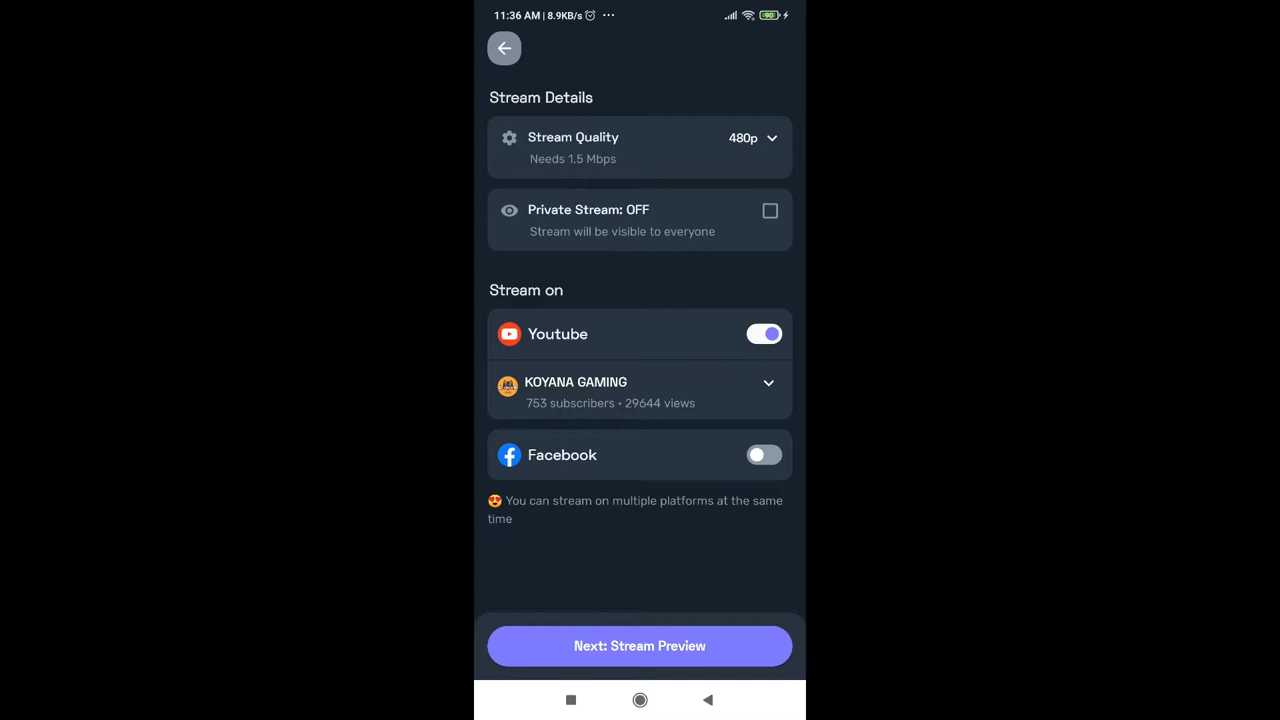 11:36 AM | 8.9KB/s ...
90
Stream Details
Stream Quality
480p
Needs 1.5 Mbps
Private Stream: OFF
Stream will be visible to everyone
Stream on
Youtube
KOYANA GAMING
753 subscribers • 29644 views
Facebook
😍 You can stream on multiple platforms at the same
time
Next: Stream Preview